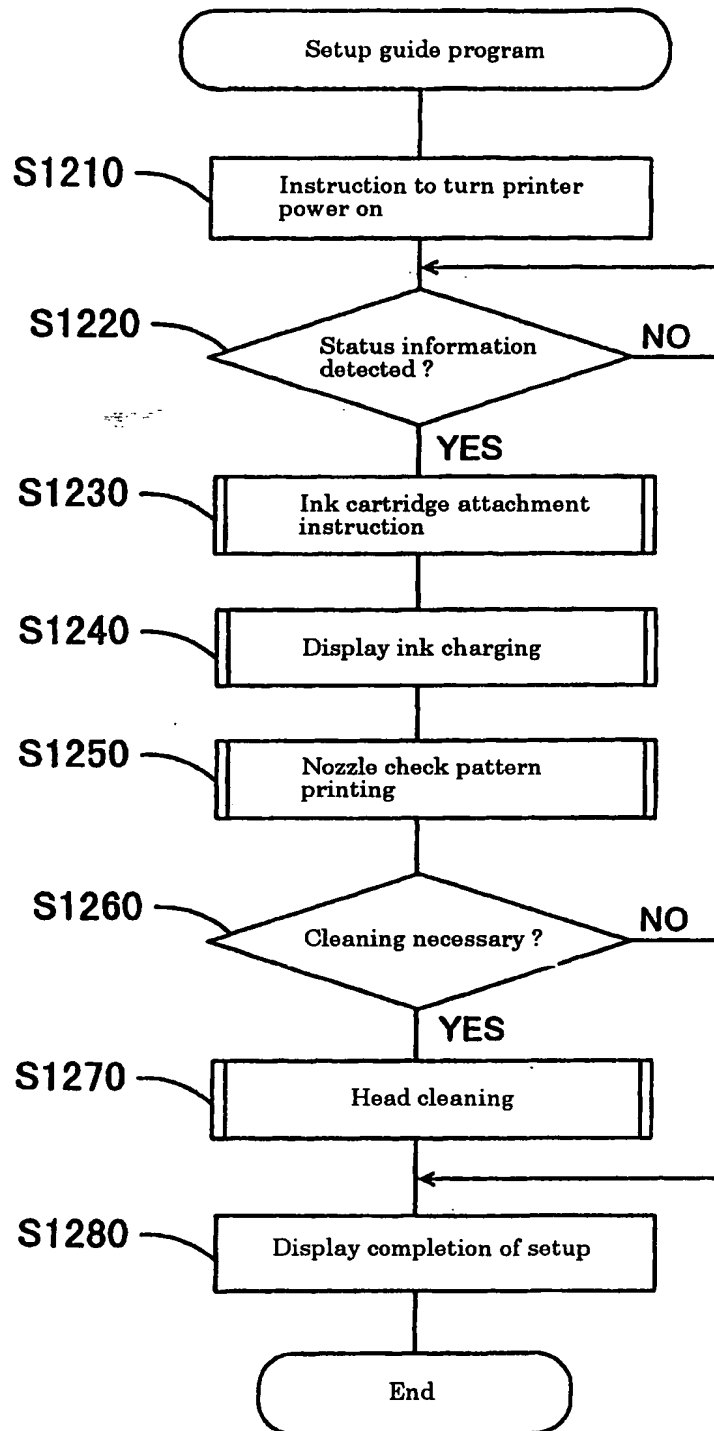 Setup guide program
S1210
Instruction to turn printer
power on
S1220
Status information
detected ?
NO
YES
S1230
Ink cartridge attachment
instruction
S1240
Display ink charging
S1250
Nozzle check pattern
printing
S1260
Cleaning necessary ?
NO
YES
S1270
Head cleaning
S1280
Display completion of setup
End